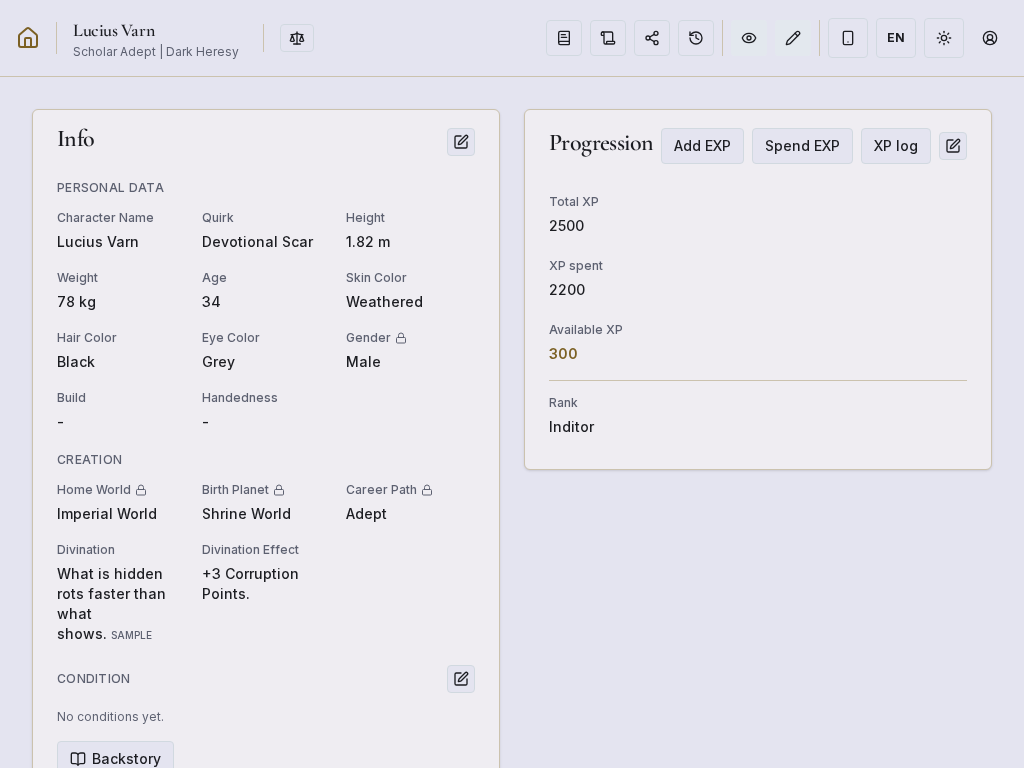 Lucius Varn
Scholar Adept | Dark Heresy
EN
Info
PERSONAL DATA
Character Name Quirk Height
Lucius Varn Devotional Scar 1.82 m
Weight Age Skin Color
78 kg 34 Weathered
Hair Color Eye Color Gender
Black Grey Male
Build Handedness
- -
CREATION
Home World Birth Planet Career Path
Imperial World Shrine World Adept
Divination Divination Effect
What is hidden +3 Corruption
rots faster than Points.
what
shows. SAMPLE
CONDITION
No conditions yet.
Backstory
Progression Add EXP Spend EXP XP log
Total XP
2500
XP spent
2200
Available XP
300
Rank
Inditor